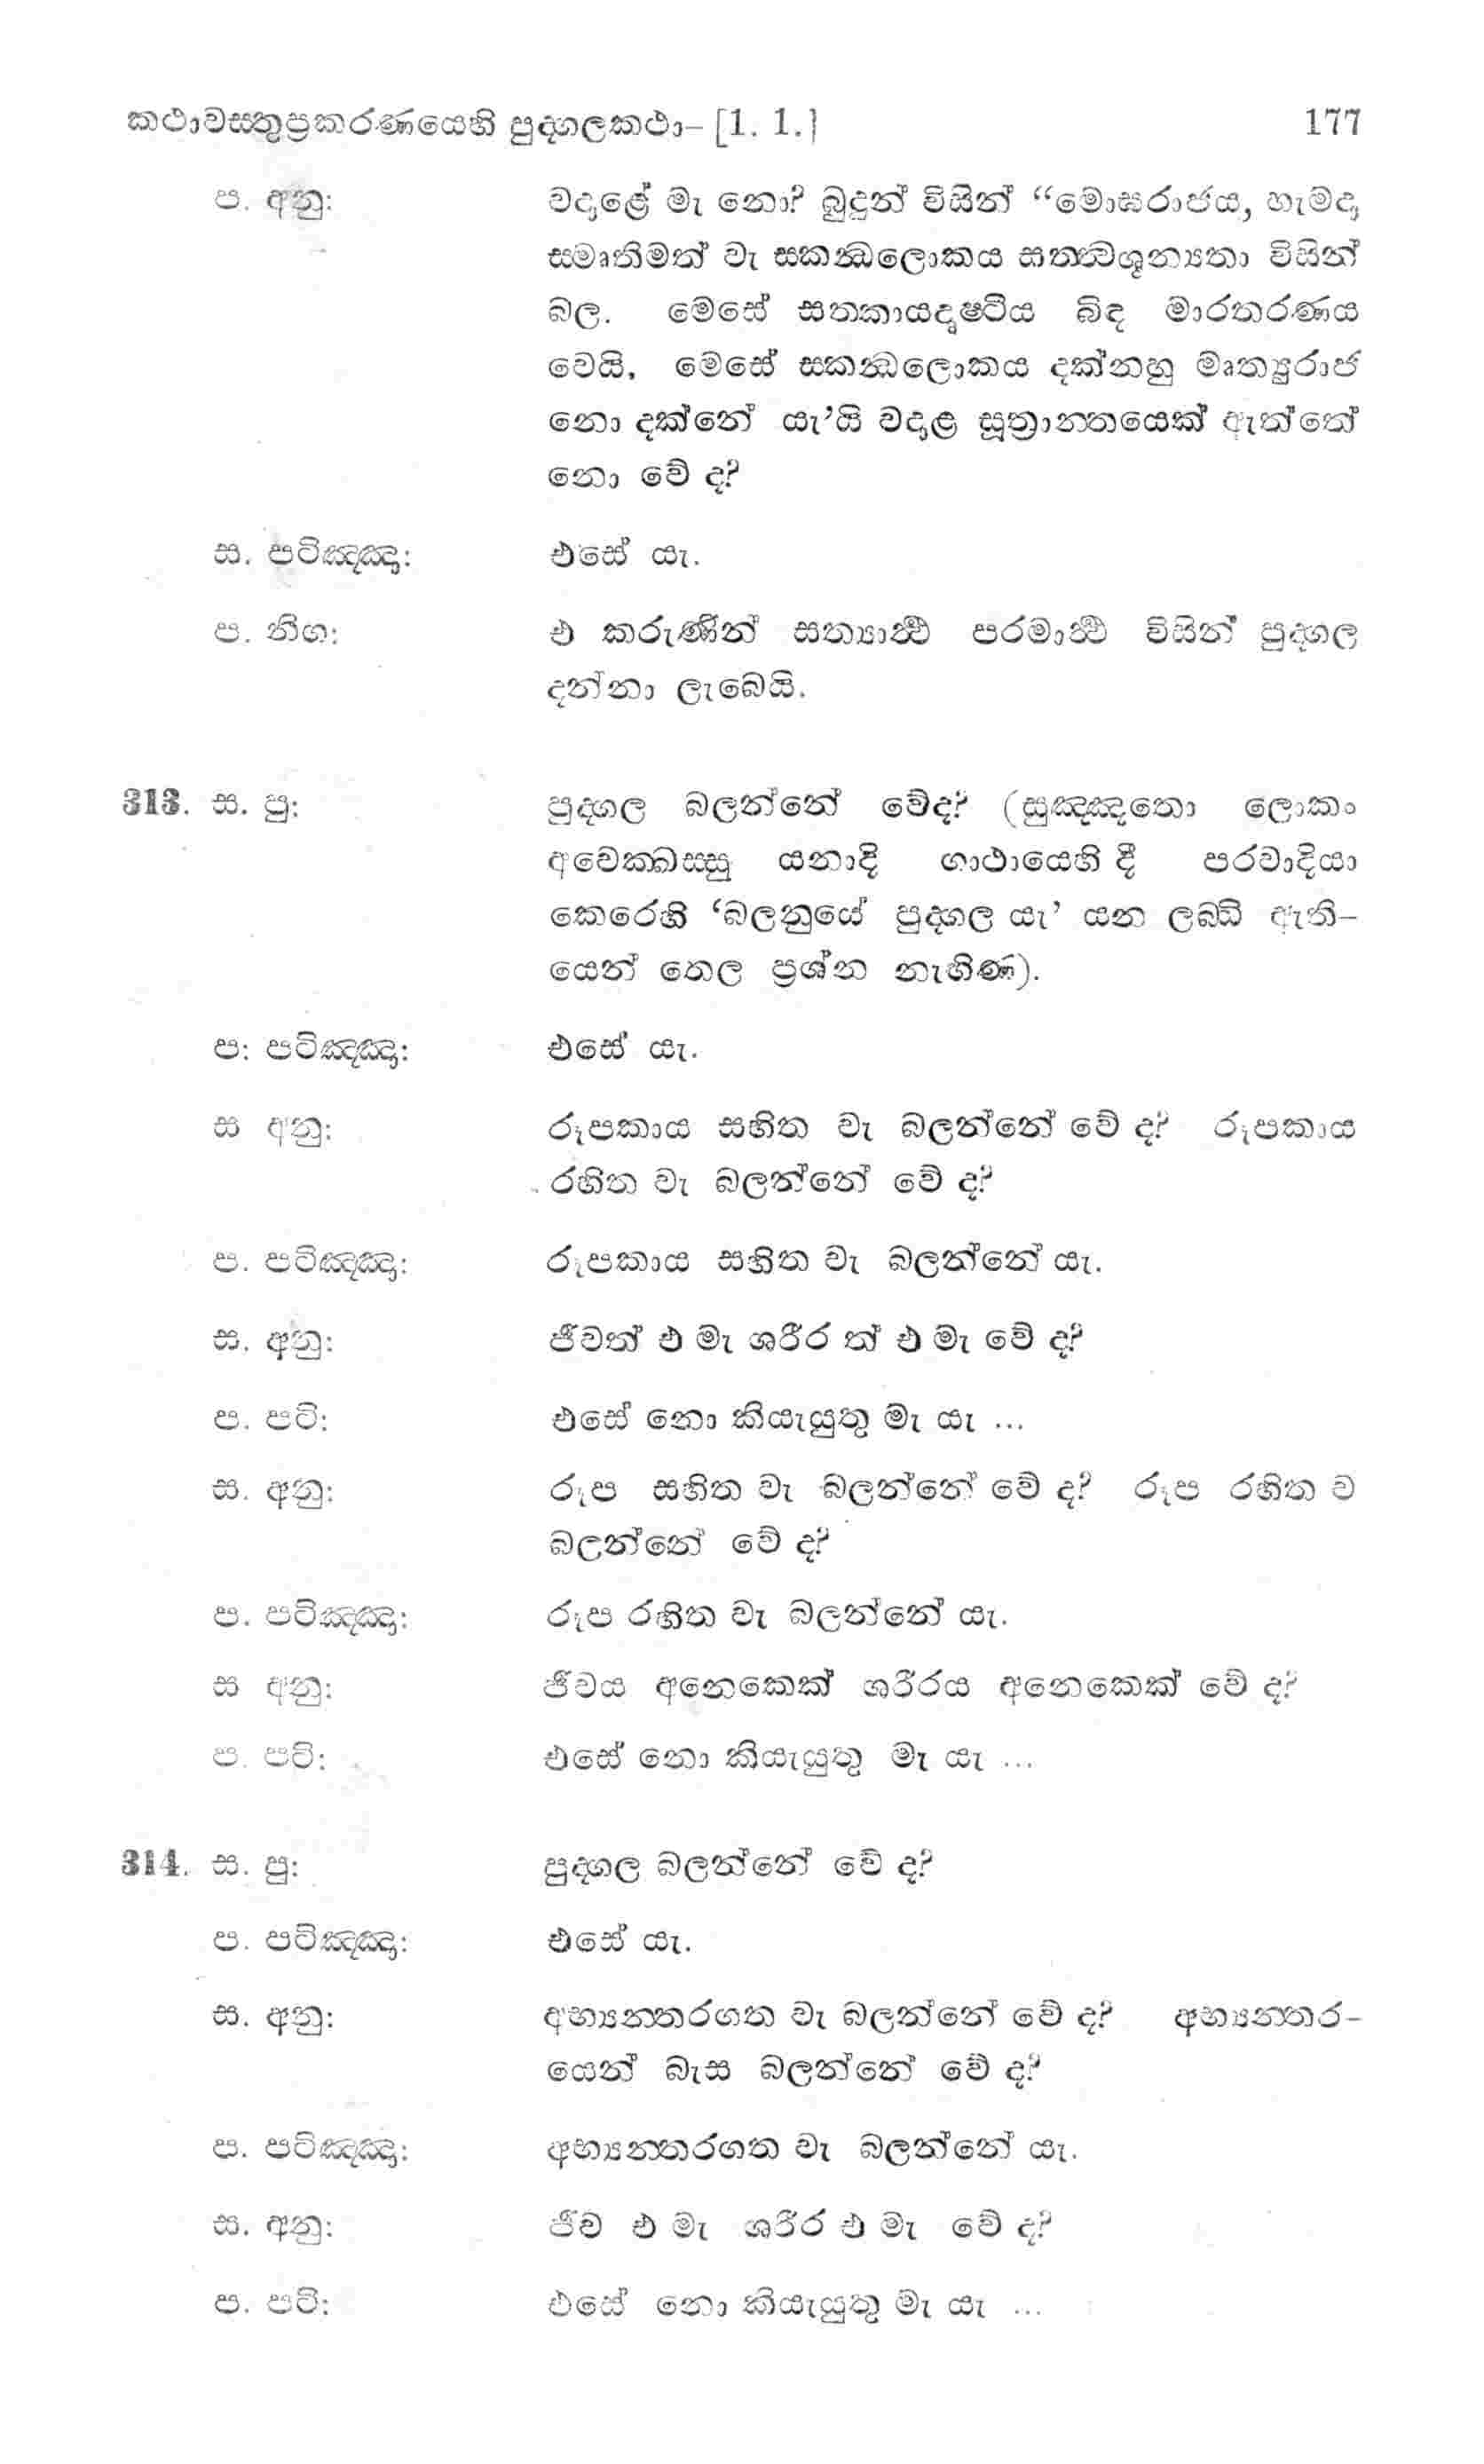 කථාවස්තුප්‍රකරණයෙහි පුද්ගලකථා– [1. 1.] 177
ප. අනු: වදාළේ මැ නො? බුදුන් විසින් “මොඝරාජය, හැමදා
සමෘතිමත් වැ සකන්‍ධලොකය සත්ත්‍වශූන්‍යතා විසින්
බල. මෙසේ සත්කායදෘෂ්ටිය බිඳ මාරතරණය
වෙයි, මෙසේ සකන්‍ධලොකය දක්නහු මෘත්‍යුරාජ
නො දක්නේ යැ’යි වදාළ සූත්‍රාන්තයෙක් ඇත්තේ
නො වේ ද?
ස. පටිඤ්ඤා: එසේ යැ.
ප. නිග: එ කරුණින් සත්‍යාර්‍ථ පරමාර්‍ථ විසින් පුද්ගල
දන්නා ලැබෙයි.
313. ස. පු: පුද්ගල බලන්නේ වේද? (සුඤ්ඤතො ලොකං
අවෙක්ඛස්සු යනාදි ගාථායෙහි දී පරවාදියා
කෙරෙහි ‘බලනුයේ පුද්ගල යැ’ යන ලබ්ධි ඇති–
යෙන් තෙල ප්‍රශ්න නැඟිණ).
ප: පටිඤ්ඤා: එසේ යැ.
ස අනු: රූපකාය සහිත වැ බලන්නේ වේ ද? රූපකාය
රහිත වැ බලන්නේ වේ ද?
ප. පටිඤ්ඤා: රූපකාය සහිත වැ බලන්නේ යැ.
ස. අනු: ජීවත් එ මැ ශරීර ත් එ මැ වේ ද?
ප. පටි: එසේ නො කියැයුතු මැ යැ ...
ස. අනු: රූප සහිත වැ බලන්නේ වේ ද? රූප රහිත ව
බලන්නේ වේ ද?
ප. පටිඤ්ඤා: රූප රහිත වැ බලන්නේ යැ.
ස අනු: ජීවය අනෙකෙක් ශරීරය අනෙකෙක් වේ ද?
ප. පටි: එසේ නො කියැයුතු මැ යැ ...
314. ස. පු: පුද්ගල බලන්නේ වේ ද?
ප. පටිඤ්ඤා: එසේ යැ.
ස. අනු: අභ්‍යන්තරගත වැ බලන්නේ වේ ද? අභ්‍යන්තර–
යෙන් බැස බලන්නේ වේ ද?
ප. පටිඤ්ඤා: අභ්‍යන්තරගත වැ බලන්නේ යැ.
ස. අනු: ජීව එ මැ ශරීර එ මැ වේ ද?
ප. පටි: එසේ නො කියැයුතු මැ යැ ...